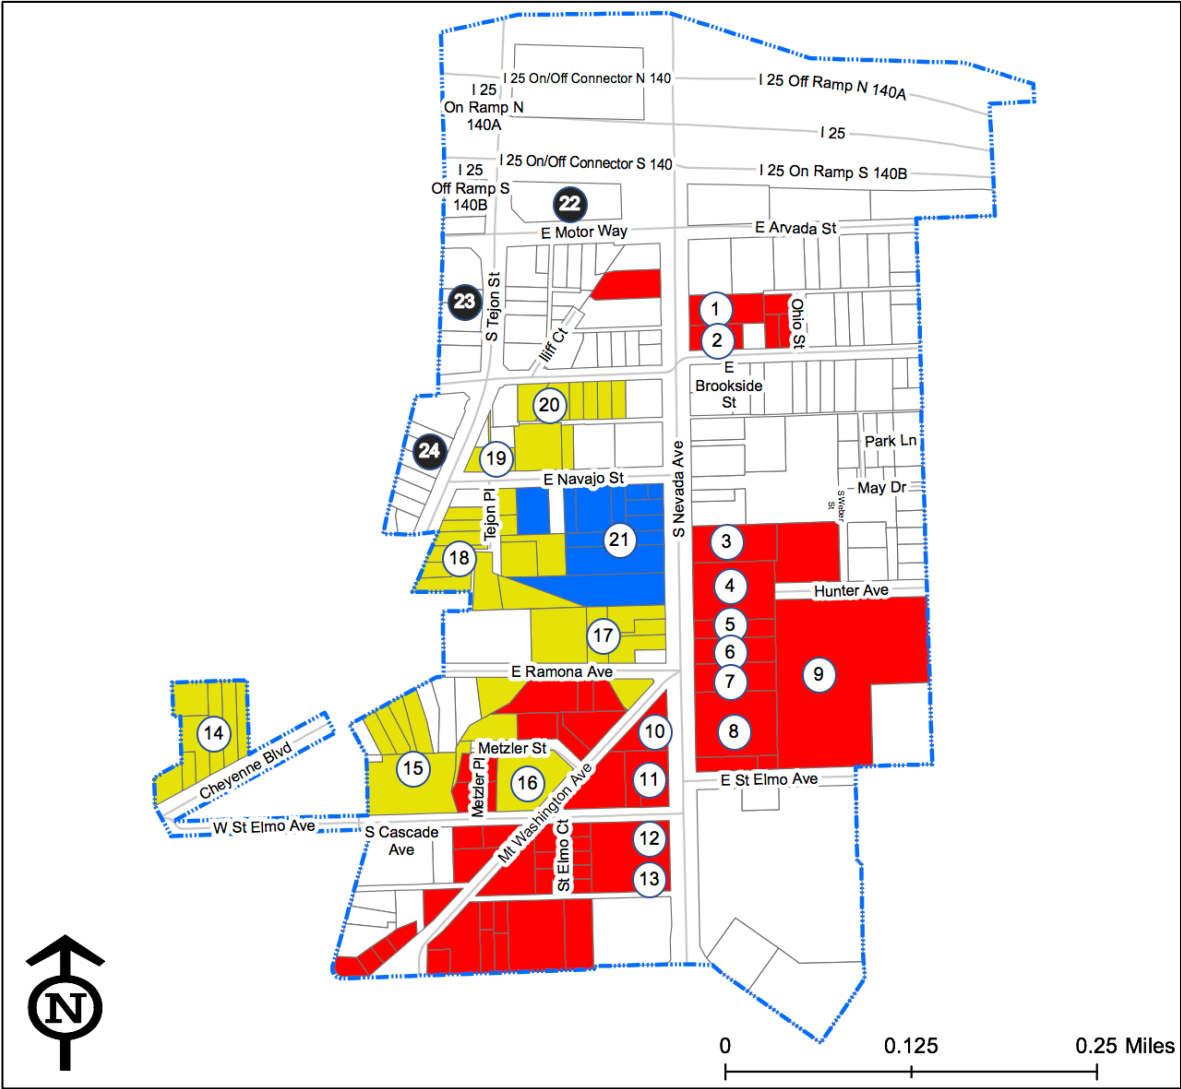 I 25 On/Off Connector N 140
I 25 Off Ramp N 140A
I 25
On Ramp N
140A
I 25
I 25 On/Off Connector S 140
I 25 On Ramp S 140B
I 25
Off Ramp S
140B
22
E Motor Way
E Arvada St
23
S Tejon St
Iliff Ct
1
2
Ohio St
E
Brookside
St
20
24
19
S Nevada Ave
Park Ln
E Navajo St
May Dr
Tejon Pl
S Weber
St
21
3
18
4
Hunter Ave
5
17
6
E Ramona Ave
7
9
14
10
8
Metzler St
Cheyenne Blvd
15
Metzler Pl
16
11
E St Elmo Ave
Mt Washington Ave
W St Elmo Ave
S Cascade
Ave
St Elmo Ct
12
13
N
0
0.125
0.25 Miles